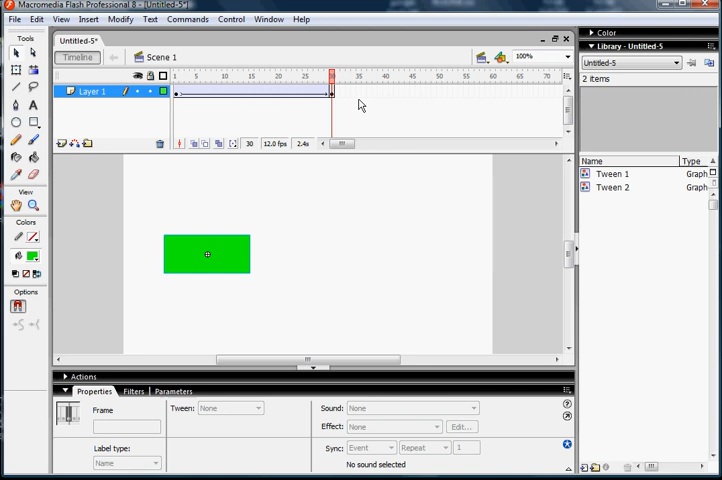 Macromedia Flash Professional 8 - [Untitled-5*]
File Edit View Insert Modify Text Commands Control Window Help
Tools
View
Colors
Options
Untitled-5*
Timeline Scene 1 100%
1 5 10 15 20 25 30 35 40 45 50 55 60 65 70
Layer 1
30 12.0 fps 2.4s
Actions
Properties Filters Parameters
Frame
Tween: None
Sound: None
Effect: None Edit...
Label type:
Name
Sync: Event Repeat 1
No sound selected
Color
Library - Untitled-5
Untitled-5
2 items
Name Type
Tween 1 Graph
Tween 2 Graph